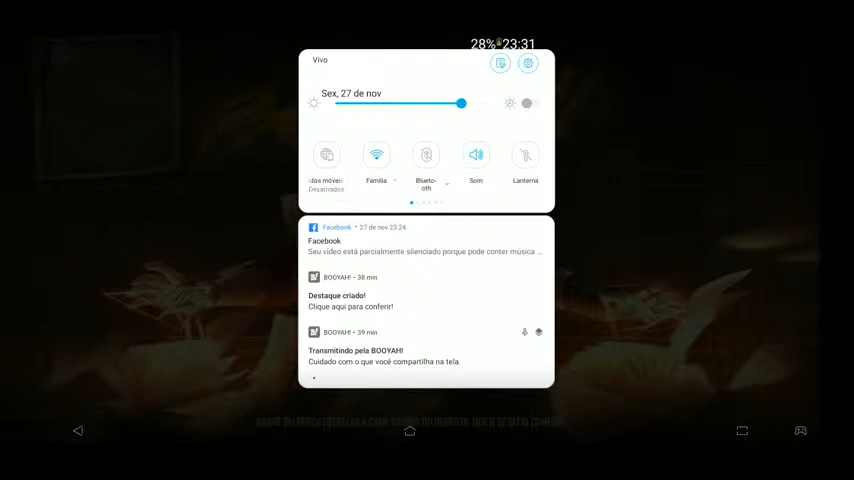 28% 23:31
Vivo
Sex, 27 de nov
dos móveis
Desativados
Família
Blueto-
oth
Som
Lanterna
Facebook • 27 de nov 23:24
Facebook
Seu vídeo está parcialmente silenciado porque pode conter música ...
BOOYAH! • 38 min
Destaque criado!
Clique aqui para conferir!
BOOYAH! • 39 min
Transmitindo pela BOOYAH!
Cuidado com o que você compartilha na tela.